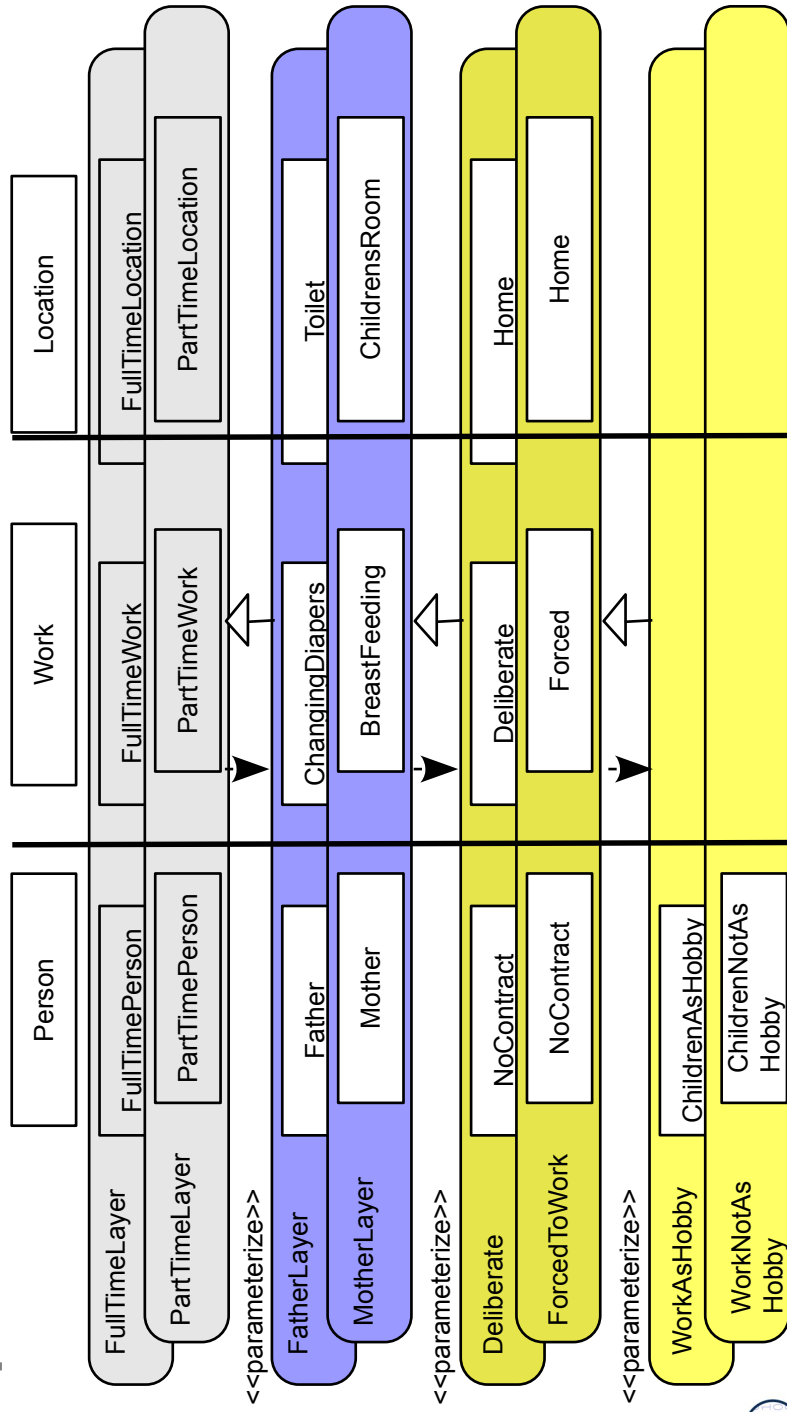 Person
Work
Location
FullTimeLayer
FullTimePerson
FullTimeWork
FullTimeLocation
PartTimeLayer
PartTimePerson
PartTimeWork
PartTimeLocation
<<parameterize>>
FatherLayer
Father
ChangingDiapers
Toilet
MotherLayer
Mother
BreastFeeding
ChildrensRoom
<<parameterize>>
Deliberate
NoContract
Deliberate
Home
ForcedToWork
NoContract
Forced
Home
<<parameterize>>
WorkAsHobby
ChildrenAsHobby
WorkNotAs
Hobby
ChildrenNotAs
Hobby